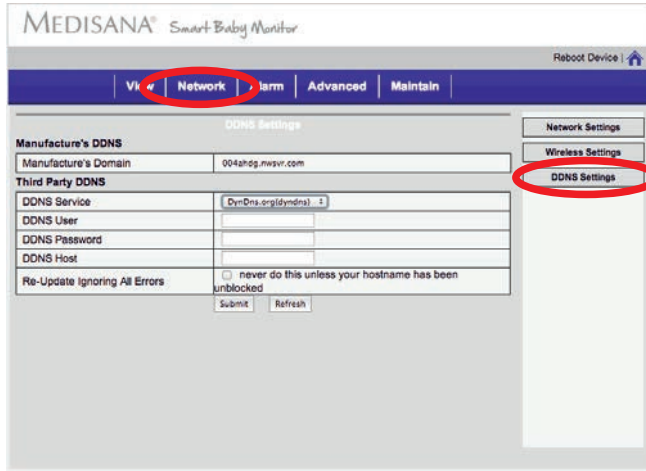 MEDISANA® Smart Baby Monitor
Reboot Device |
View Network Alarm Advanced Maintain
DDNS Settings
Manufacture's DDNS
Manufacture's Domain 004ahdg.nwsvr.com
Third Party DDNS
DDNS Service DynDns.org(dyndns)
DDNS User
DDNS Password
DDNS Host
Re-Update Ignoring All Errors never do this unless your hostname has been
unblocked
Submit Refresh
Network Settings
Wireless Settings
DDNS Settings